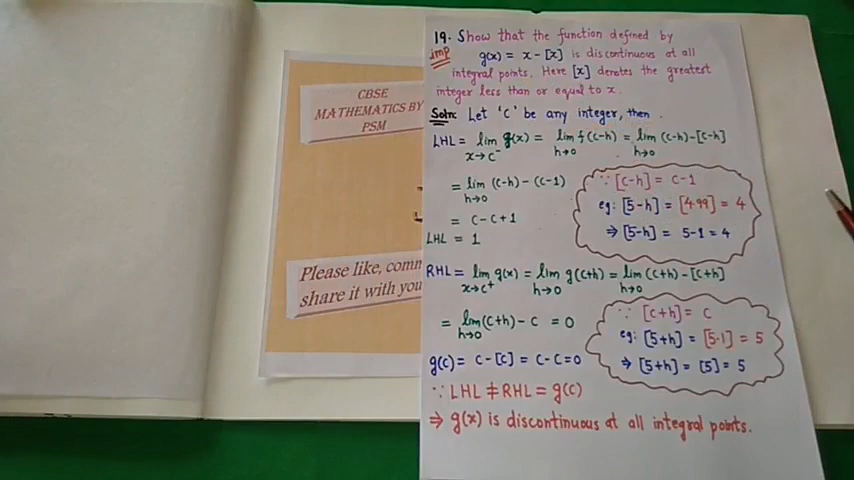 CBSE
MATHEMATICS BY
PSM
Please like, comm
share it with you
19. Show that the function defined by
imp g(x) = x - [x] is discontinuous at all
integral points. Here [x] denotes the greatest
integer less than or equal to x.
Soln: Let 'C' be any integer, then
LHL = lim x→c⁻ g(x) = lim h→0 f(c-h) = lim h→0 (c-h) - [c-h]
= lim h→0 (c-h) - (c-1)
= c - c + 1
LHL = 1
∵ [c-h] = c-1
eg: [5-h] = [4.99] = 4
⇒ [5-h] = 5-1 = 4
RHL = lim x→c⁺ g(x) = lim h→0 g(c+h) = lim h→0 (c+h) - [c+h]
= lim h→0 (c+h) - c = 0
∵ [c+h] = c
eg: [5+h] = [5.1] = 5
⇒ [5+h] = [5] = 5
g(c) = c - [c] = c - c = 0
∵ LHL ≠ RHL = g(c)
⇒ g(x) is discontinuous at all integral points.